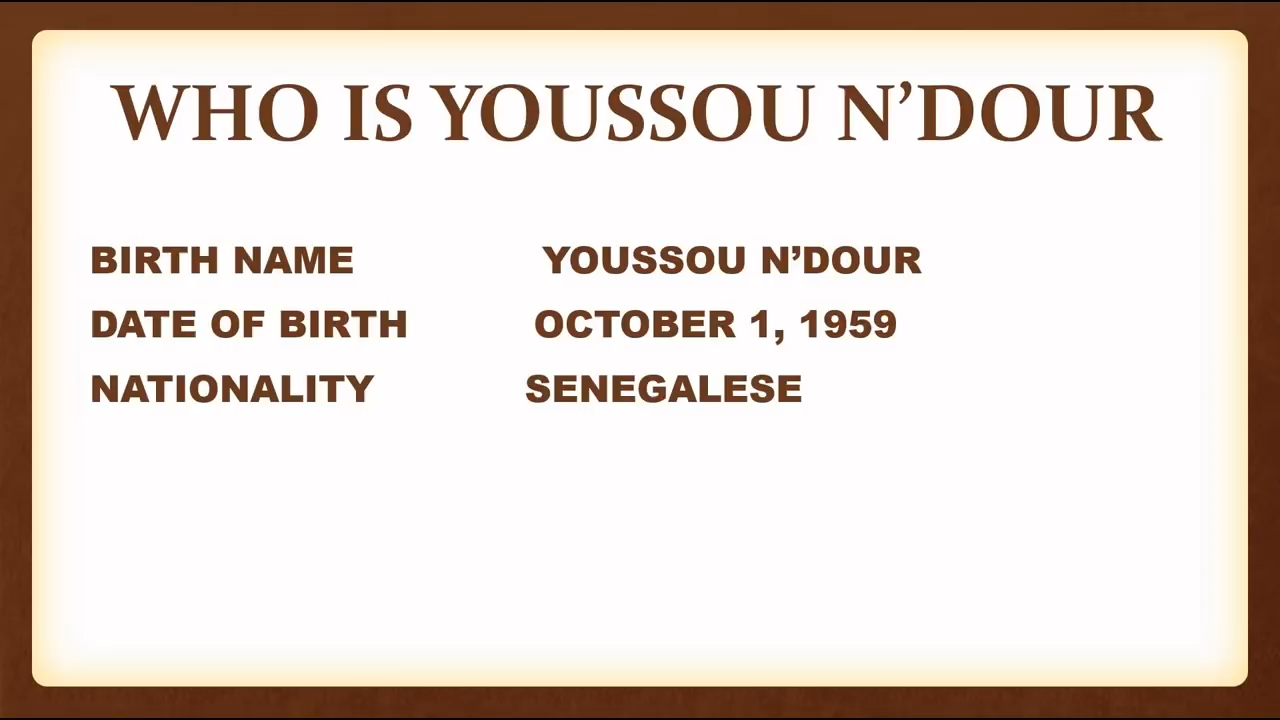 WHO IS YOUSSOU N’DOUR
BIRTH NAME YOUSSOU N’DOUR
DATE OF BIRTH OCTOBER 1, 1959
NATIONALITY SENEGALESE